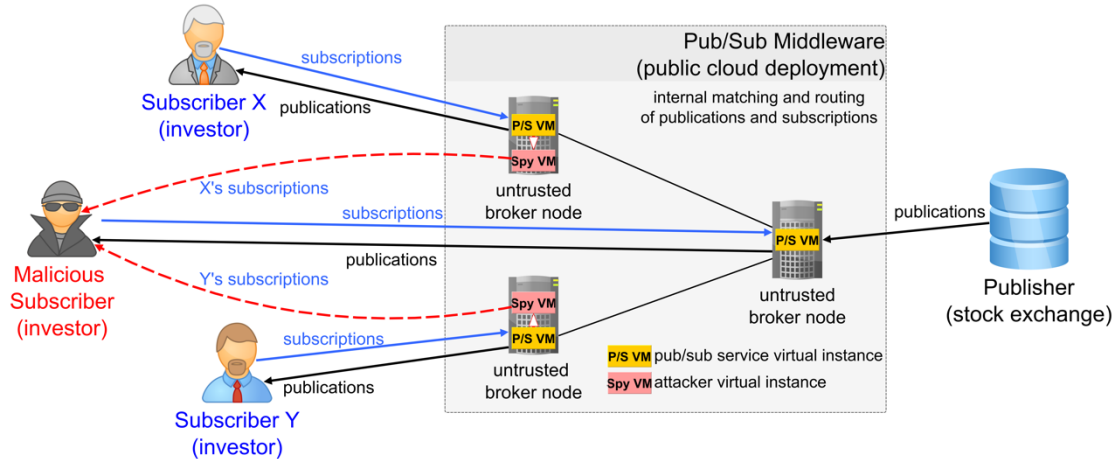 Pub/Sub Middleware
(public cloud deployment)
internal matching and routing
of publications and subscriptions
subscriptions
publications
Subscriber X
(investor)
P/S VM
Spy VM
untrusted
broker node
X's subscriptions
subscriptions
publications
Y's subscriptions
Malicious
Subscriber
(investor)
P/S VM
untrusted
broker node
publications
Publisher
(stock exchange)
Spy VM
P/S VM
untrusted
broker node
subscriptions
publications
Subscriber Y
(investor)
P/S VM pub/sub service virtual instance
Spy VM attacker virtual instance